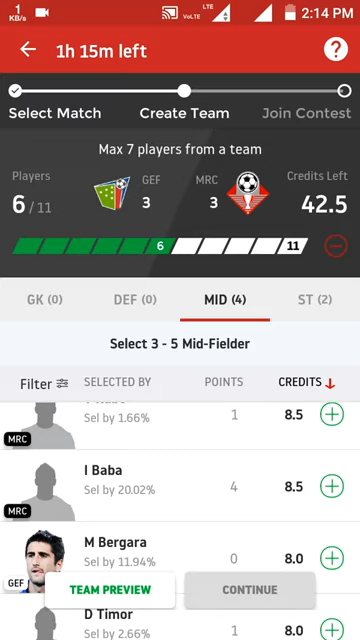 1
KB/s
VoLTE
LTE
2:14 PM
1h 15m left
?
Select Match
Create Team
Join Contest
Max 7 players from a team
Players
GEF
MRC
Credits Left
6 / 11
3
3
42.5
6
11
GK (0)
DEF (0)
MID (4)
ST (2)
Select 3 - 5 Mid-Fielder
Filter
SELECTED BY
POINTS
CREDITS
Sel by 1.66%
1
8.5
MRC
I Baba
Sel by 20.02%
4
8.5
MRC
M Bergara
Sel by 11.94%
0
8.0
GEF
TEAM PREVIEW
CONTINUE
D Timor
Sel by 2.66%
1
8.0